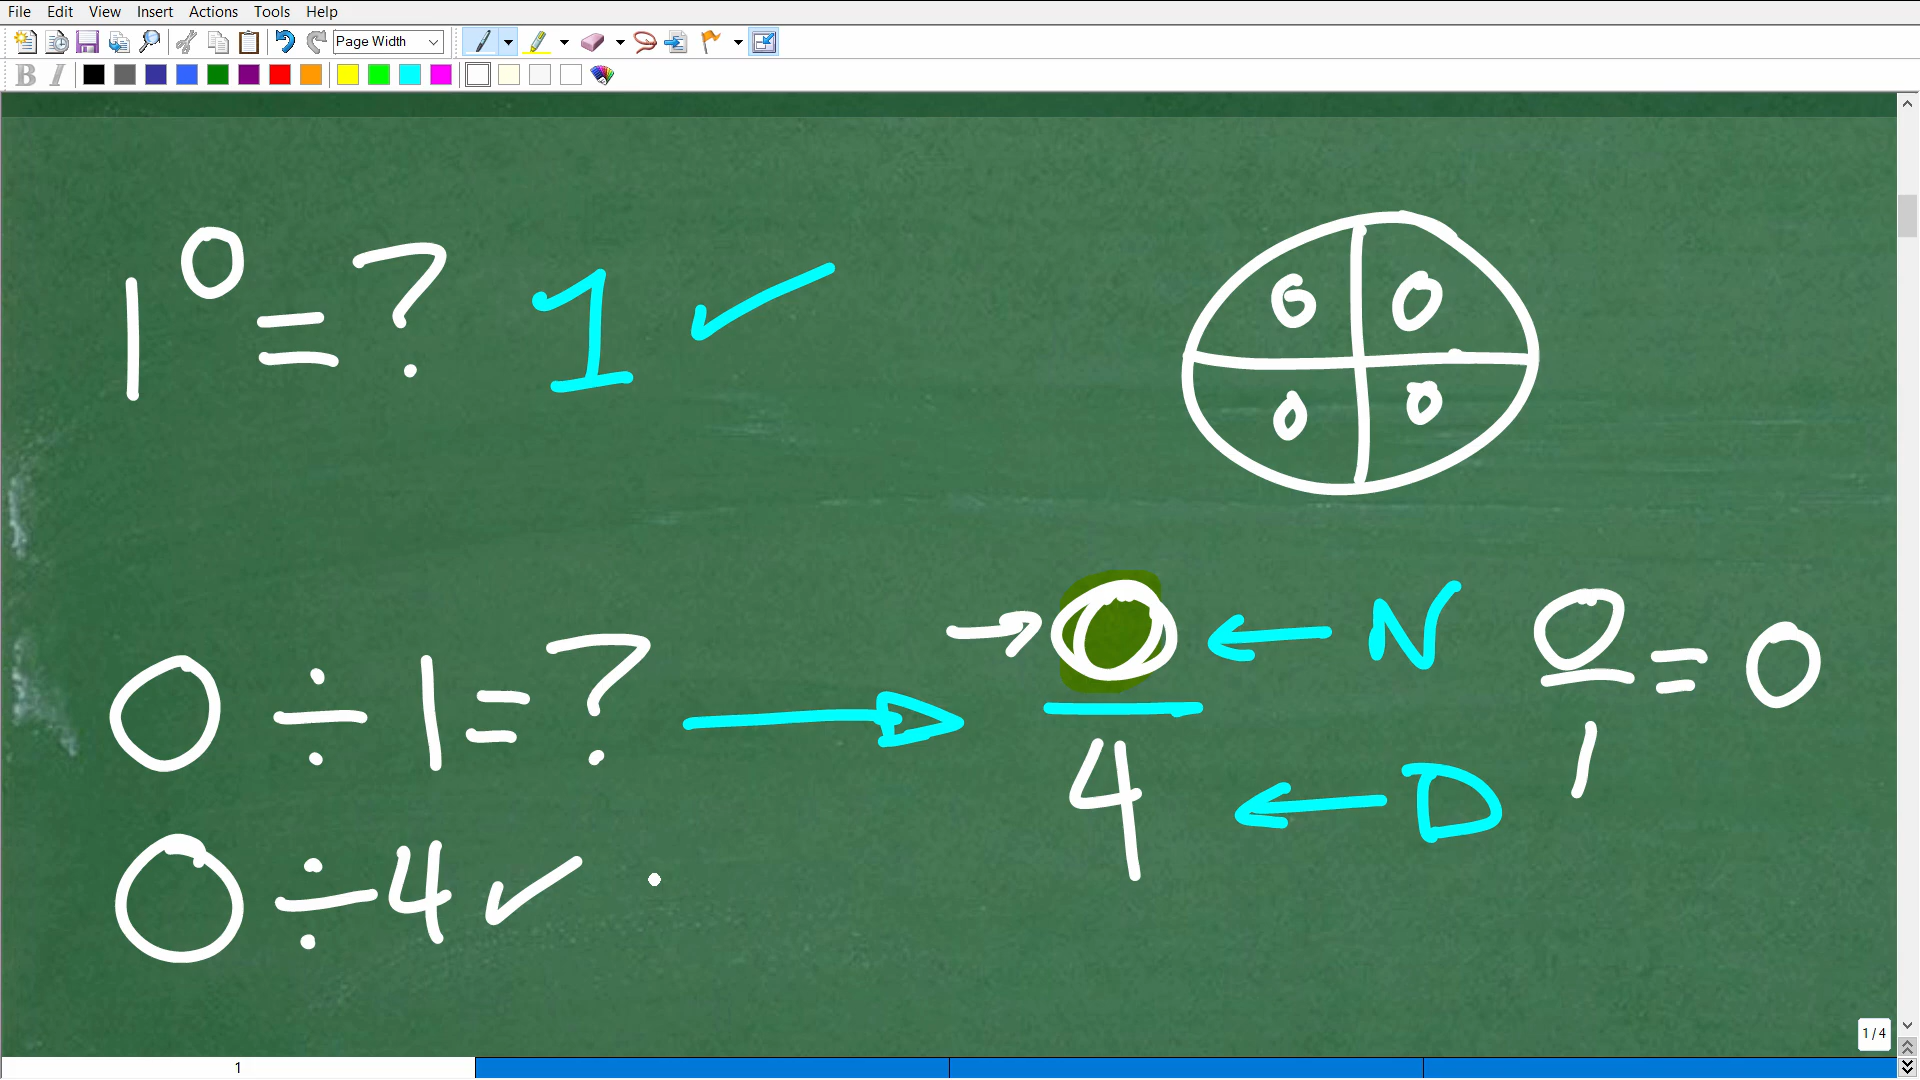 File Edit View Insert Actions Tools Help
Page Width
B I
1⁰ = ? 1 ✓
0 0
0 0
0 ÷ 1 = ?
0 ← N
4 ← D
0/1 = 0
0 ÷ 4 ✓
1 / 4
1